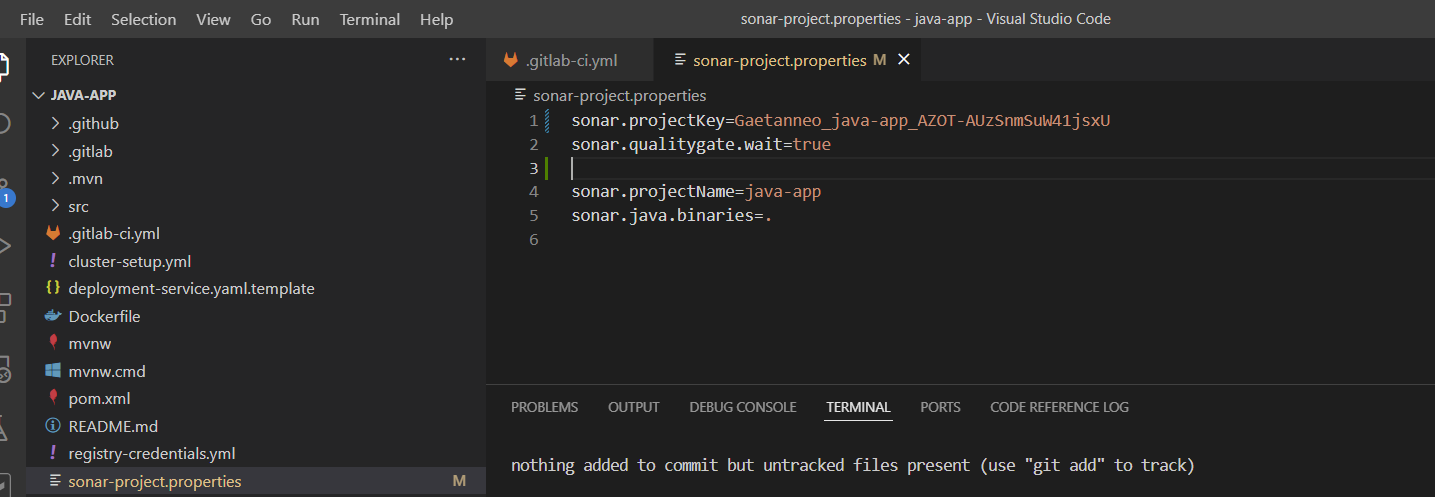 File Edit Selection View Go Run Terminal Help
sonar-project.properties - java-app - Visual Studio Code
EXPLORER
JAVA-APP
.github
.gitlab
.mvn
src
.gitlab-ci.yml
cluster-setup.yml
deployment-service.yaml.template
Dockerfile
mvnw
mvnw.cmd
pom.xml
README.md
registry-credentials.yml
sonar-project.properties M
1
.gitlab-ci.yml
sonar-project.properties M
sonar-project.properties
1 sonar.projectKey=Gaetanneo_java-app_AZOT-AUzSnmSuW41jsxU
2 sonar.qualitygate.wait=true
3
4 sonar.projectName=java-app
5 sonar.java.binaries=.
6
PROBLEMS OUTPUT DEBUG CONSOLE TERMINAL PORTS CODE REFERENCE LOG
nothing added to commit but untracked files present (use "git add" to track)